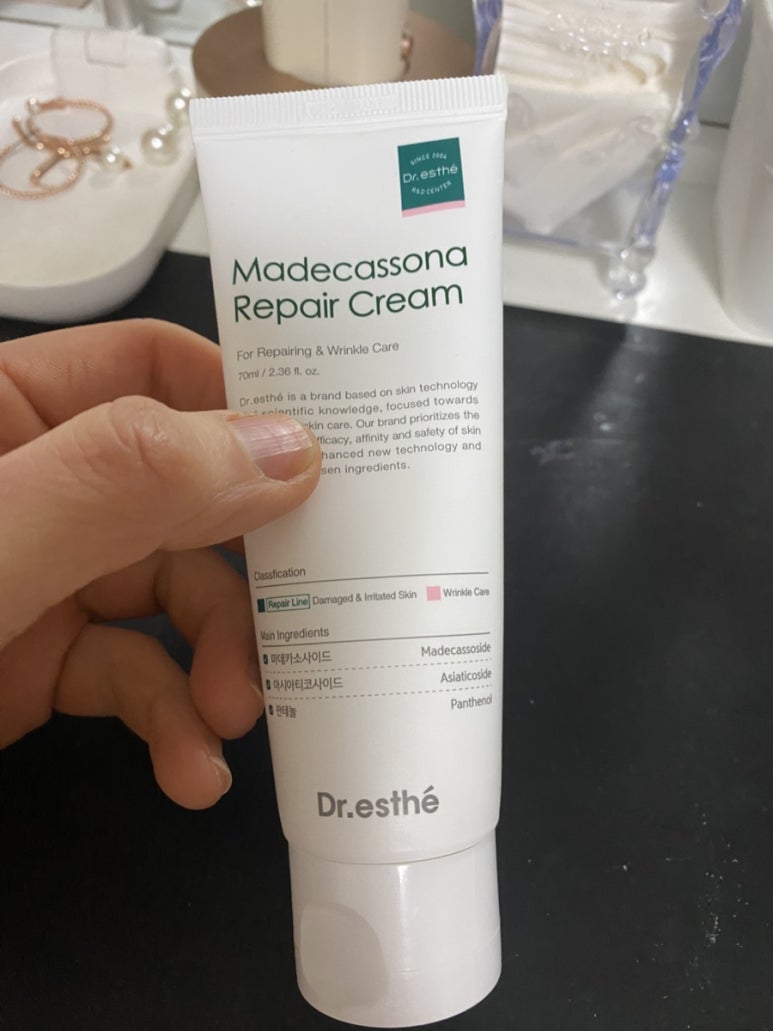 SINCE 2004
Dr.esthé
R&D CENTER
Madecassona
Repair Cream
For Repairing & Wrinkle Care
70ml / 2.36 fl. oz.
Dr.esthé is a brand based on skin technology
scientific knowledge, focused towards
skin care. Our brand prioritizes the
efficacy, affinity and safety of skin
new technology and
ingredients.
Classfication
Repair Line Damaged & Irritated Skin Wrinkle Care
Main Ingredients
마데카소사이드 Madecassoside
아시아티코사이드 Asiaticoside
판테놀 Panthenol
Dr.esthé